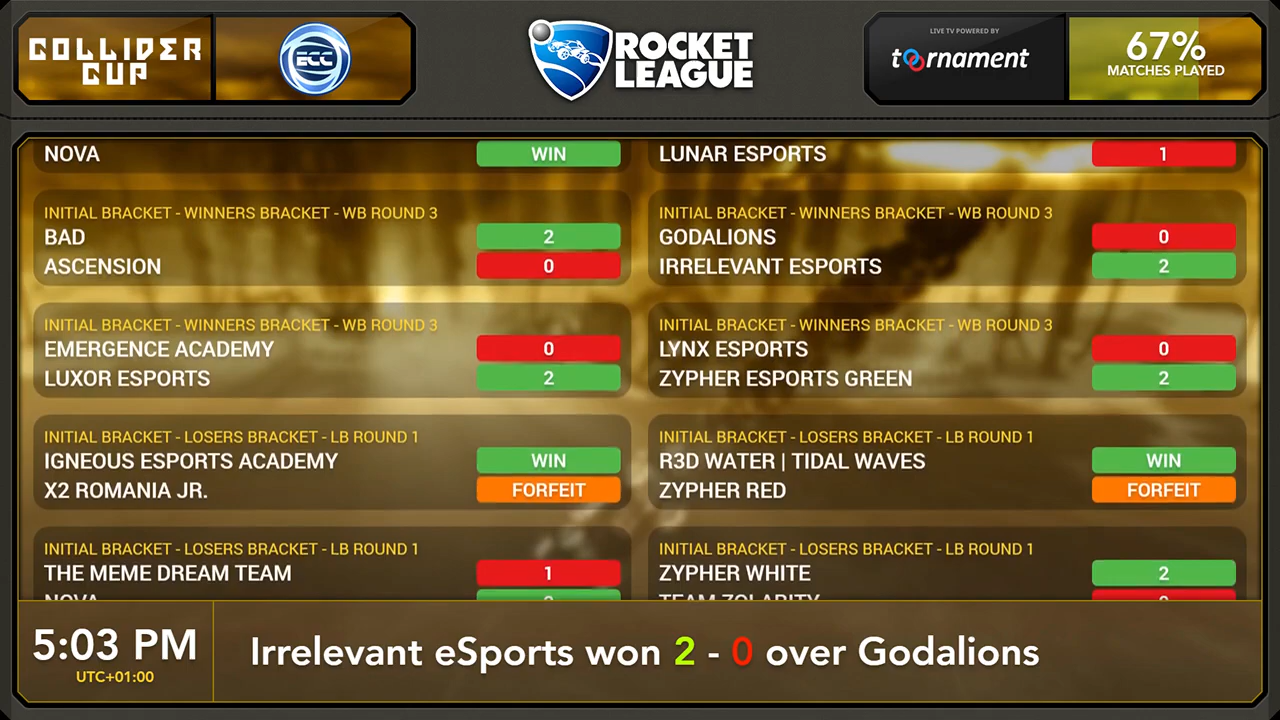 COLLIDER
CUP
ECC
ROCKET
LEAGUE
LIVE TV POWERED BY
toornament
67%
MATCHES PLAYED
NOVA WIN
LUNAR ESPORTS 1
INITIAL BRACKET - WINNERS BRACKET - WB ROUND 3
BAD 2
ASCENSION 0
INITIAL BRACKET - WINNERS BRACKET - WB ROUND 3
GODALIONS 0
IRRELEVANT ESPORTS 2
INITIAL BRACKET - WINNERS BRACKET - WB ROUND 3
EMERGENCE ACADEMY 0
LUXOR ESPORTS 2
INITIAL BRACKET - WINNERS BRACKET - WB ROUND 3
LYNX ESPORTS 0
ZYPHER ESPORTS GREEN 2
INITIAL BRACKET - LOSERS BRACKET - LB ROUND 1
IGNEOUS ESPORTS ACADEMY WIN
X2 ROMANIA JR. FORFEIT
INITIAL BRACKET - LOSERS BRACKET - LB ROUND 1
R3D WATER | TIDAL WAVES WIN
ZYPHER RED FORFEIT
INITIAL BRACKET - LOSERS BRACKET - LB ROUND 1
THE MEME DREAM TEAM 1
NOVA
INITIAL BRACKET - LOSERS BRACKET - LB ROUND 1
ZYPHER WHITE 2
TEAM ZOLARITY
5:03 PM
UTC+01:00
Irrelevant eSports won 2 - 0 over Godalions